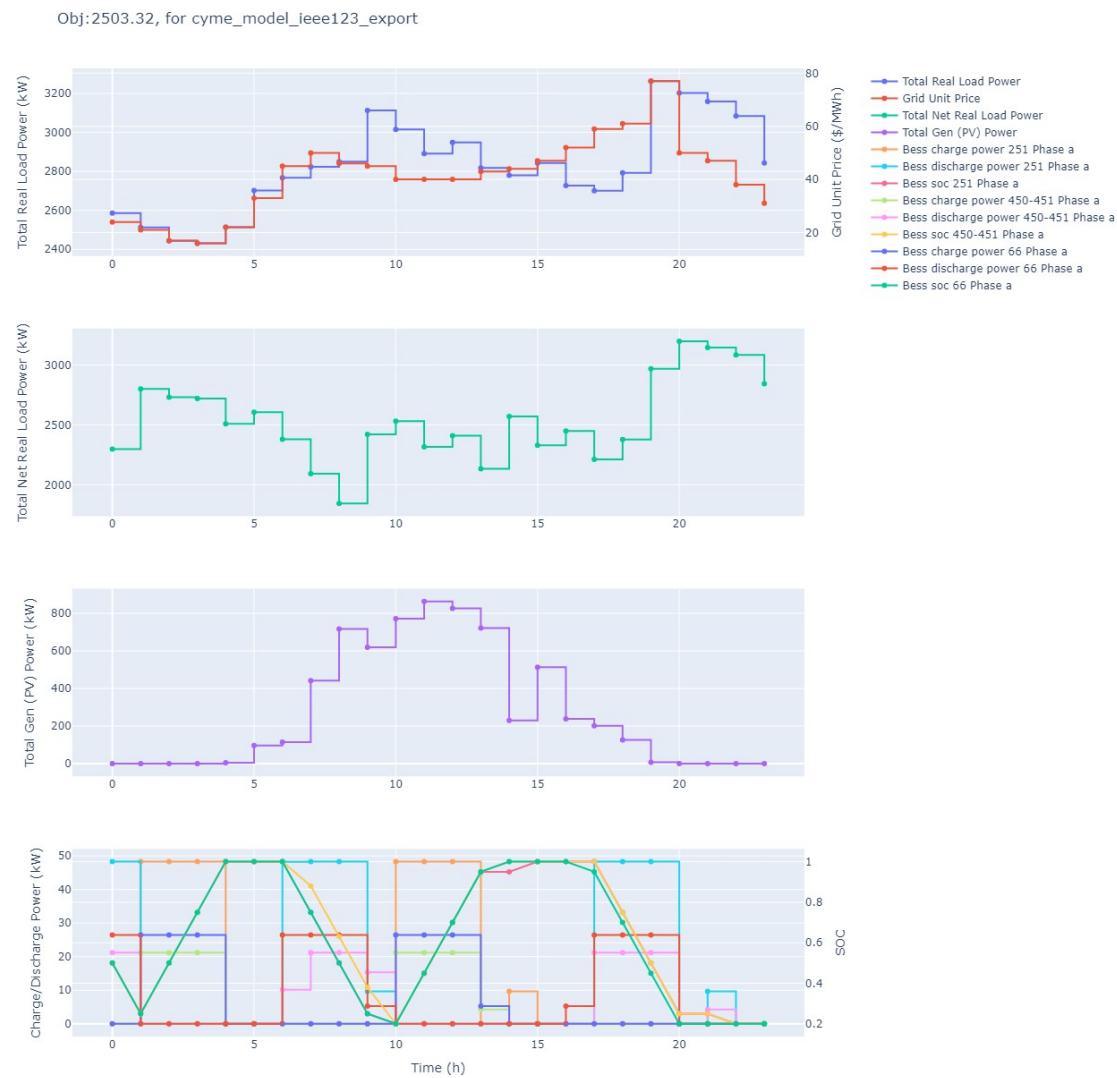 Obj:2503.32, for cyme_model_ieee123_export
Total Real Load Power (kW)
3200
3000
2800
2600
2400
80
60
40
20
Grid Unit Price ($/MWh)
0 5 10 15 20
Total Real Load Power
Grid Unit Price
Total Net Real Load Power
Total Gen (PV) Power
Bess charge power 251 Phase a
Bess discharge power 251 Phase a
Bess soc 251 Phase a
Bess charge power 450-451 Phase a
Bess discharge power 450-451 Phase a
Bess soc 450-451 Phase a
Bess charge power 66 Phase a
Bess discharge power 66 Phase a
Bess soc 66 Phase a
Total Net Real Load Power (kW)
3000
2500
2000
0 5 10 15 20
Total Gen (PV) Power (kW)
800
600
400
200
0
0 5 10 15 20
Charge/Discharge Power (kW)
50
40
30
20
10
0
1
0.8
0.6
0.4
0.2
SOC
0 5 10 15 20
Time (h)